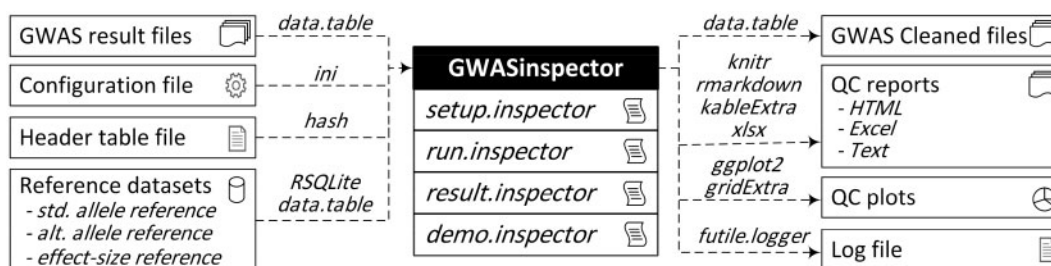 GWAS result files
Configuration file
Header table file
Reference datasets
- std. allele reference
- alt. allele reference
- effect-size reference
data.table
ini
hash
RSQLite
data.table
GWASinspector
setup.inspector
run.inspector
result.inspector
demo.inspector
data.table
knitr
rmarkdown
kableExtra
xlsx
ggplot2
gridExtra
futile.logger
GWAS Cleaned files
QC reports
- HTML
- Excel
- Text
QC plots
Log file